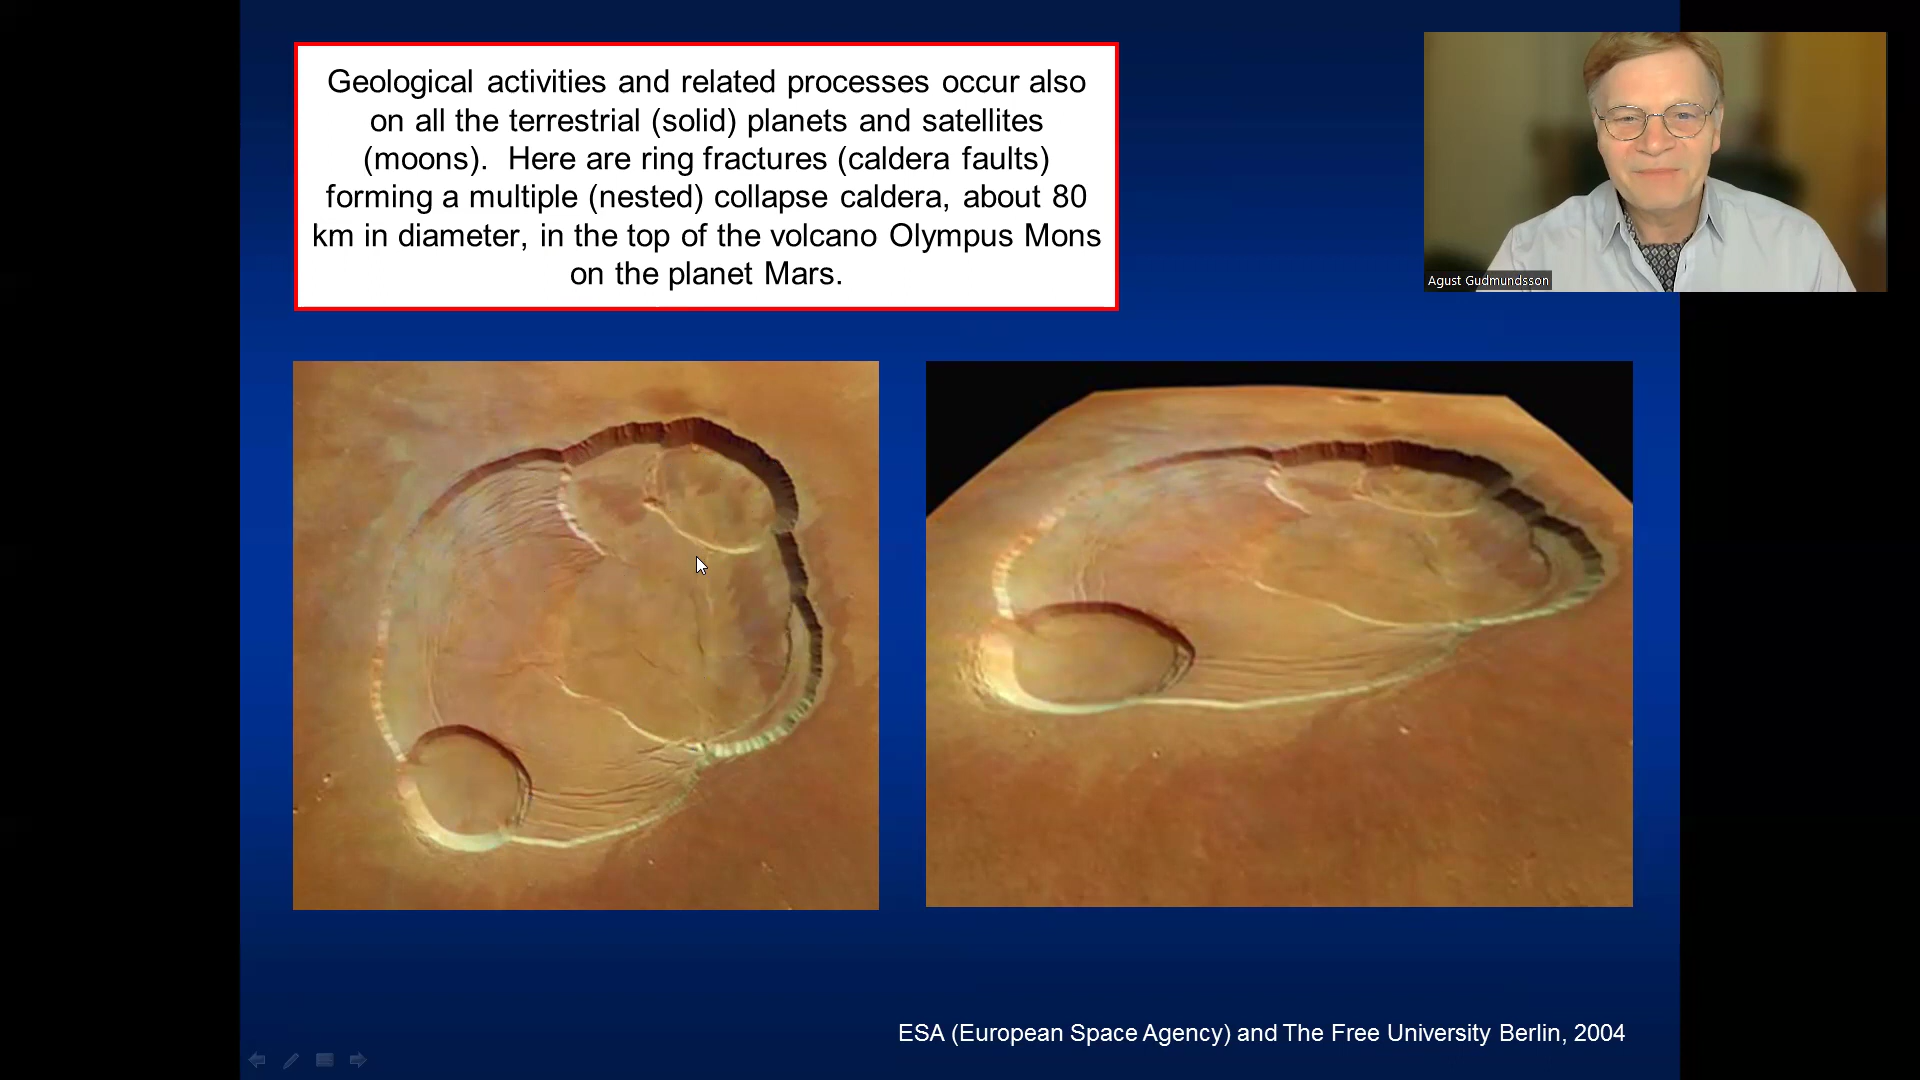 Geological activities and related processes occur also
on all the terrestrial (solid) planets and satellites
(moons).  Here are ring fractures (caldera faults)
forming a multiple (nested) collapse caldera, about 80
km in diameter, in the top of the volcano Olympus Mons
on the planet Mars.
Agust Gudmundsson
ESA (European Space Agency) and The Free University Berlin, 2004